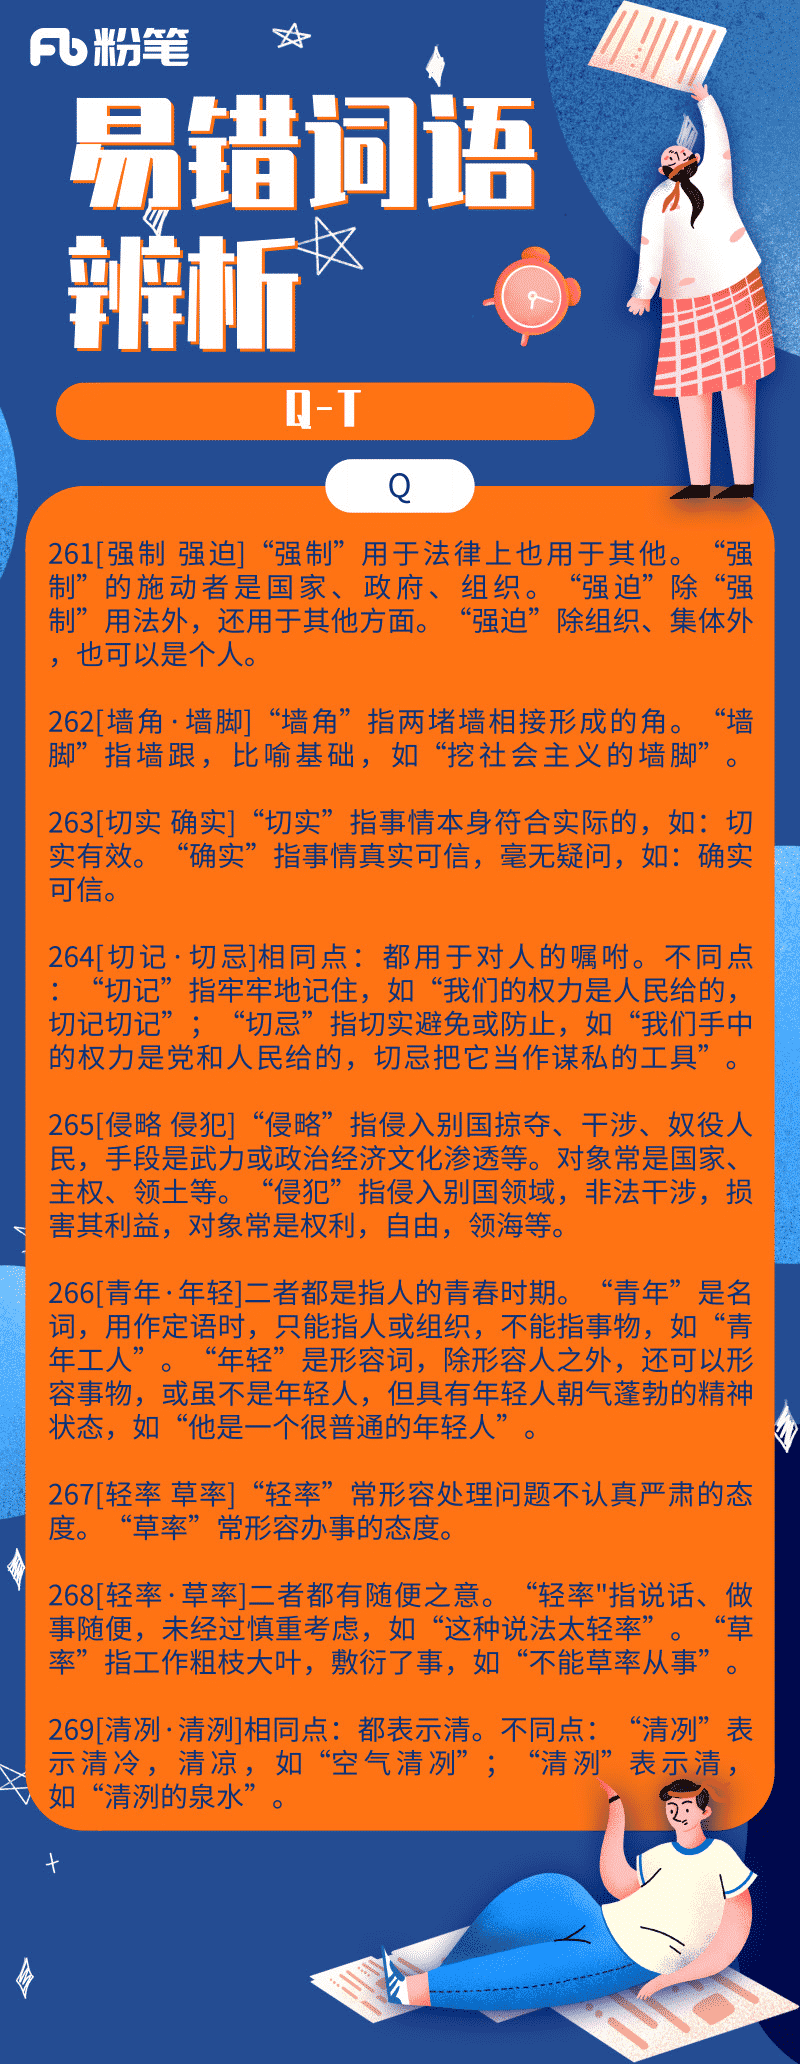 粉笔
易错词语
辨析
Q-T
Q
261[强制 强迫]“强制”用于法律上也用于其他。“强
制”的施动者是国家、政府、组织。“强迫”除“强
制”用法外，还用于其他方面。“强迫”除组织、集体外
，也可以是个人。
262[墙角·墙脚]“墙角”指两堵墙相接形成的角。“墙
脚”指墙跟，比喻基础，如“挖社会主义的墙脚”。
263[切实 确实]“切实”指事情本身符合实际的，如：切
实有效。“确实”指事情真实可信，毫无疑问，如：确实
可信。
264[切记·切忌]相同点：都用于对人的嘱咐。不同点
：“切记”指牢牢地记住，如“我们的权力是人民给的，
切记切记”；“切忌”指切实避免或防止，如“我们手中
的权力是党和人民给的，切忌把它当作谋私的工具”。
265[侵略 侵犯]“侵略”指侵入别国掠夺、干涉、奴役人
民，手段是武力或政治经济文化渗透等。对象常是国家、
主权、领土等。“侵犯”指侵入别国领域，非法干涉，损
害其利益，对象常是权利，自由，领海等。
266[青年·年轻]二者都是指人的青春时期。“青年”是名
词，用作定语时，只能指人或组织，不能指事物，如“青
年工人”。“年轻”是形容词，除形容人之外，还可以形
容事物，或虽不是年轻人，但具有年轻人朝气蓬勃的精神
状态，如“他是一个很普通的年轻人”。
267[轻率 草率]“轻率”常形容处理问题不认真严肃的态
度。“草率”常形容办事的态度。
268[轻率·草率]二者都有随便之意。“轻率"指说话、做
事随便，未经过慎重考虑，如“这种说法太轻率”。“草
率”指工作粗枝大叶，敷衍了事，如“不能草率从事”。
269[清冽·清洌]相同点：都表示清。不同点：“清冽”表
示清冷，清凉，如“空气清冽”；“清洌”表示清，
如“清洌的泉水”。